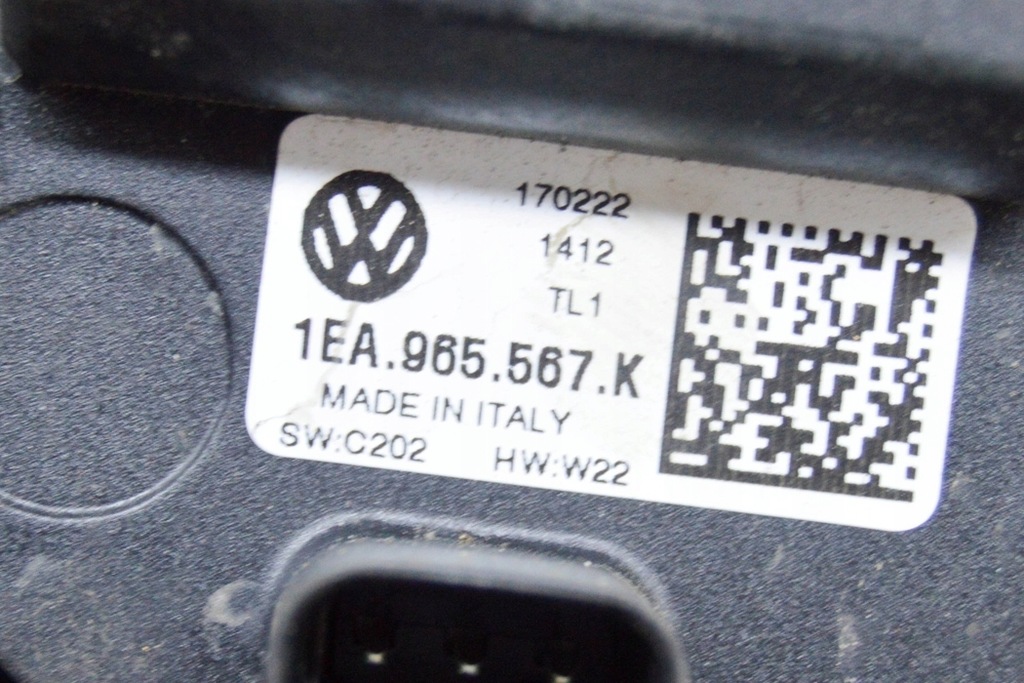 170222
1412
TL1
1EA.965.567.K
MADE IN ITALY
SW:C202 HW:W22